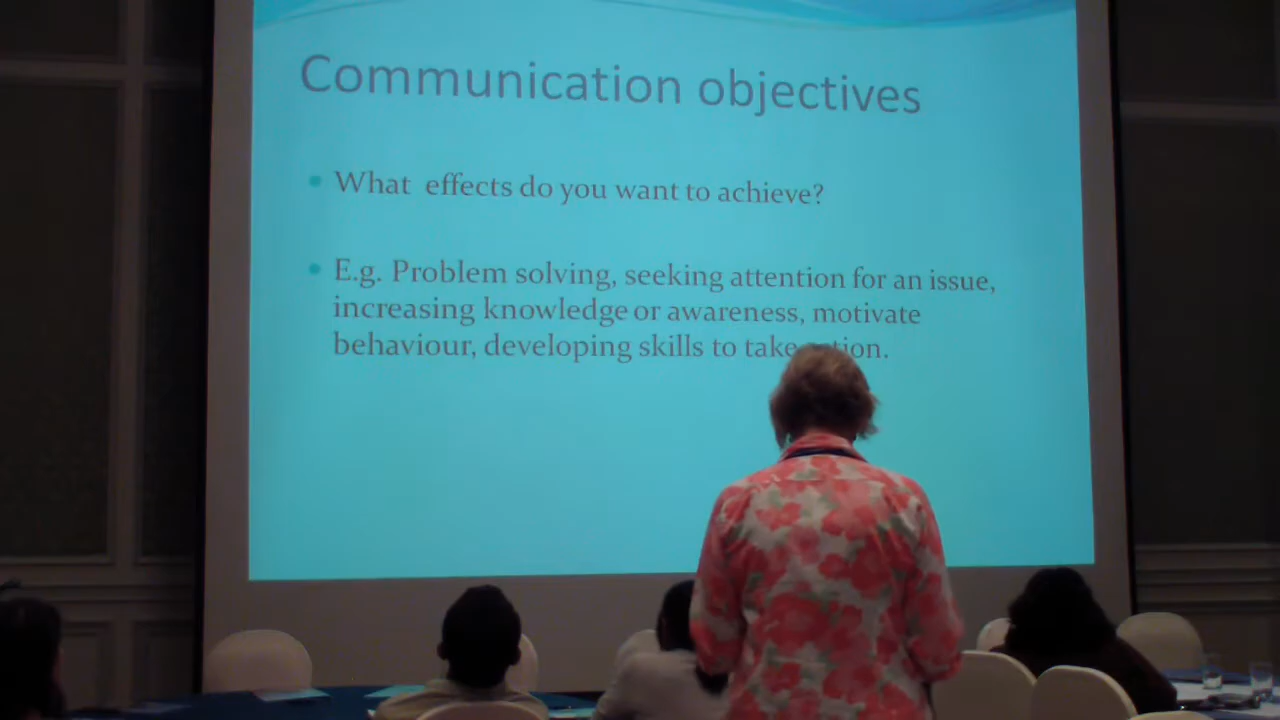 Communication objectives
What effects do you want to achieve?
E.g. Problem solving, seeking attention for an issue,
increasing knowledge or awareness, motivate
behaviour, developing skills to take